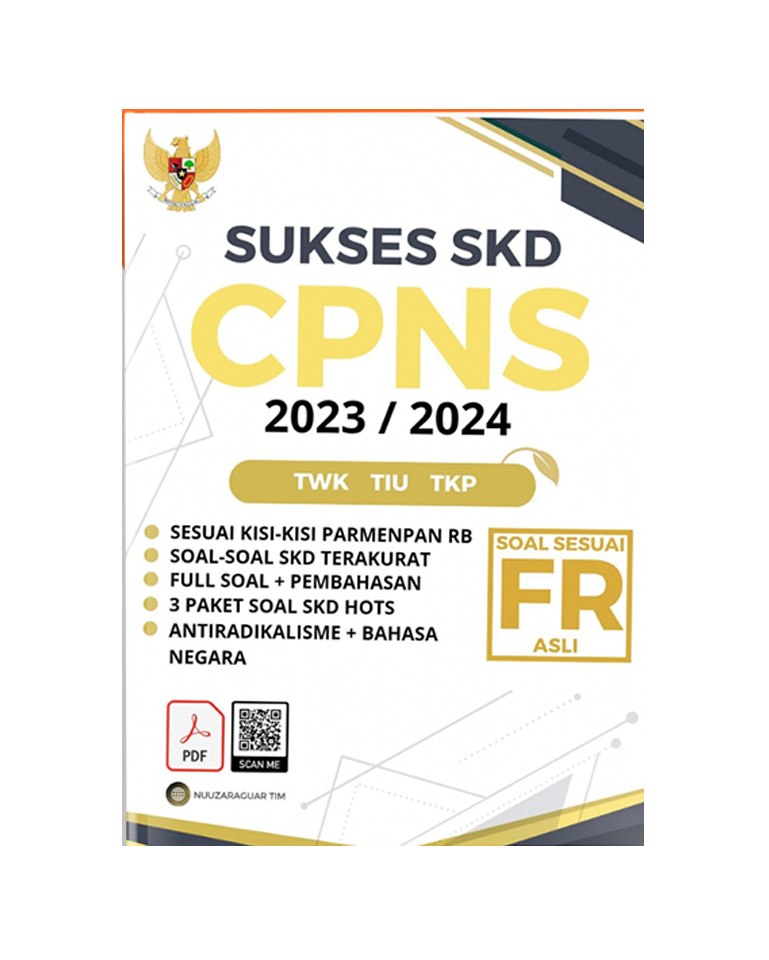 SUKSES SKD
CPNS
2023 / 2024
TWK TIU TKP
SESUAI KISI-KISI PARMENPAN RB
SOAL-SOAL SKD TERAKURAT
FULL SOAL + PEMBAHASAN
3 PAKET SOAL SKD HOTS
ANTIRADIKALISME + BAHASA
NEGARA
SOAL SESUAI
FR
ASLI
PDF
SCAN ME
NUUZARAGUAR TIM